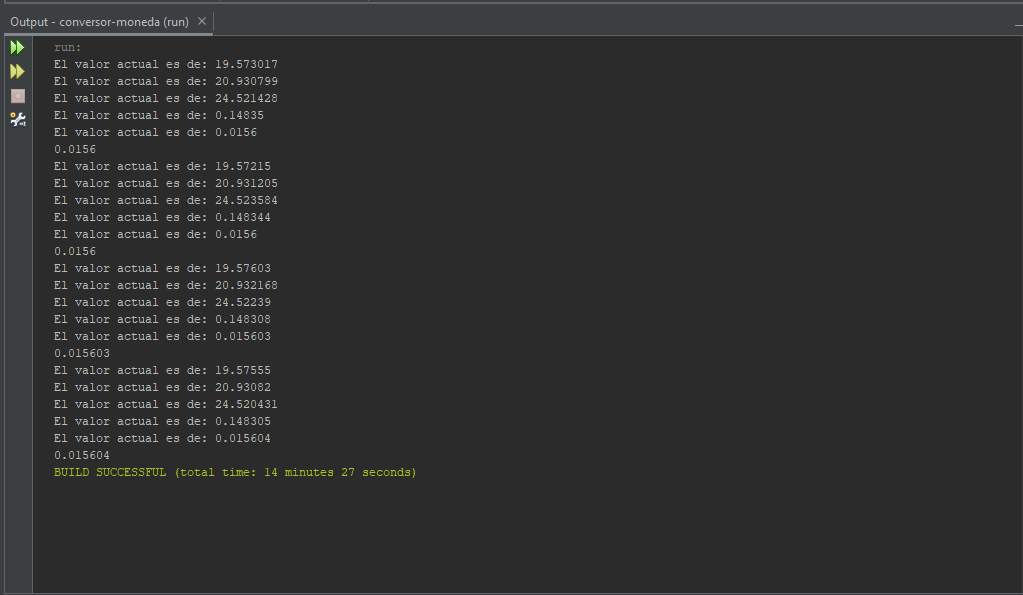 Output - conversor-moneda (run)
run:
El valor actual es de: 19.573017
El valor actual es de: 20.930799
El valor actual es de: 24.521428
El valor actual es de: 0.14835
El valor actual es de: 0.0156
0.0156
El valor actual es de: 19.57215
El valor actual es de: 20.931205
El valor actual es de: 24.523584
El valor actual es de: 0.148344
El valor actual es de: 0.0156
0.0156
El valor actual es de: 19.57603
El valor actual es de: 20.932168
El valor actual es de: 24.52239
El valor actual es de: 0.148308
El valor actual es de: 0.015603
0.015603
El valor actual es de: 19.57555
El valor actual es de: 20.93082
El valor actual es de: 24.520431
El valor actual es de: 0.148305
El valor actual es de: 0.015604
0.015604
BUILD SUCCESSFUL (total time: 14 minutes 27 seconds)